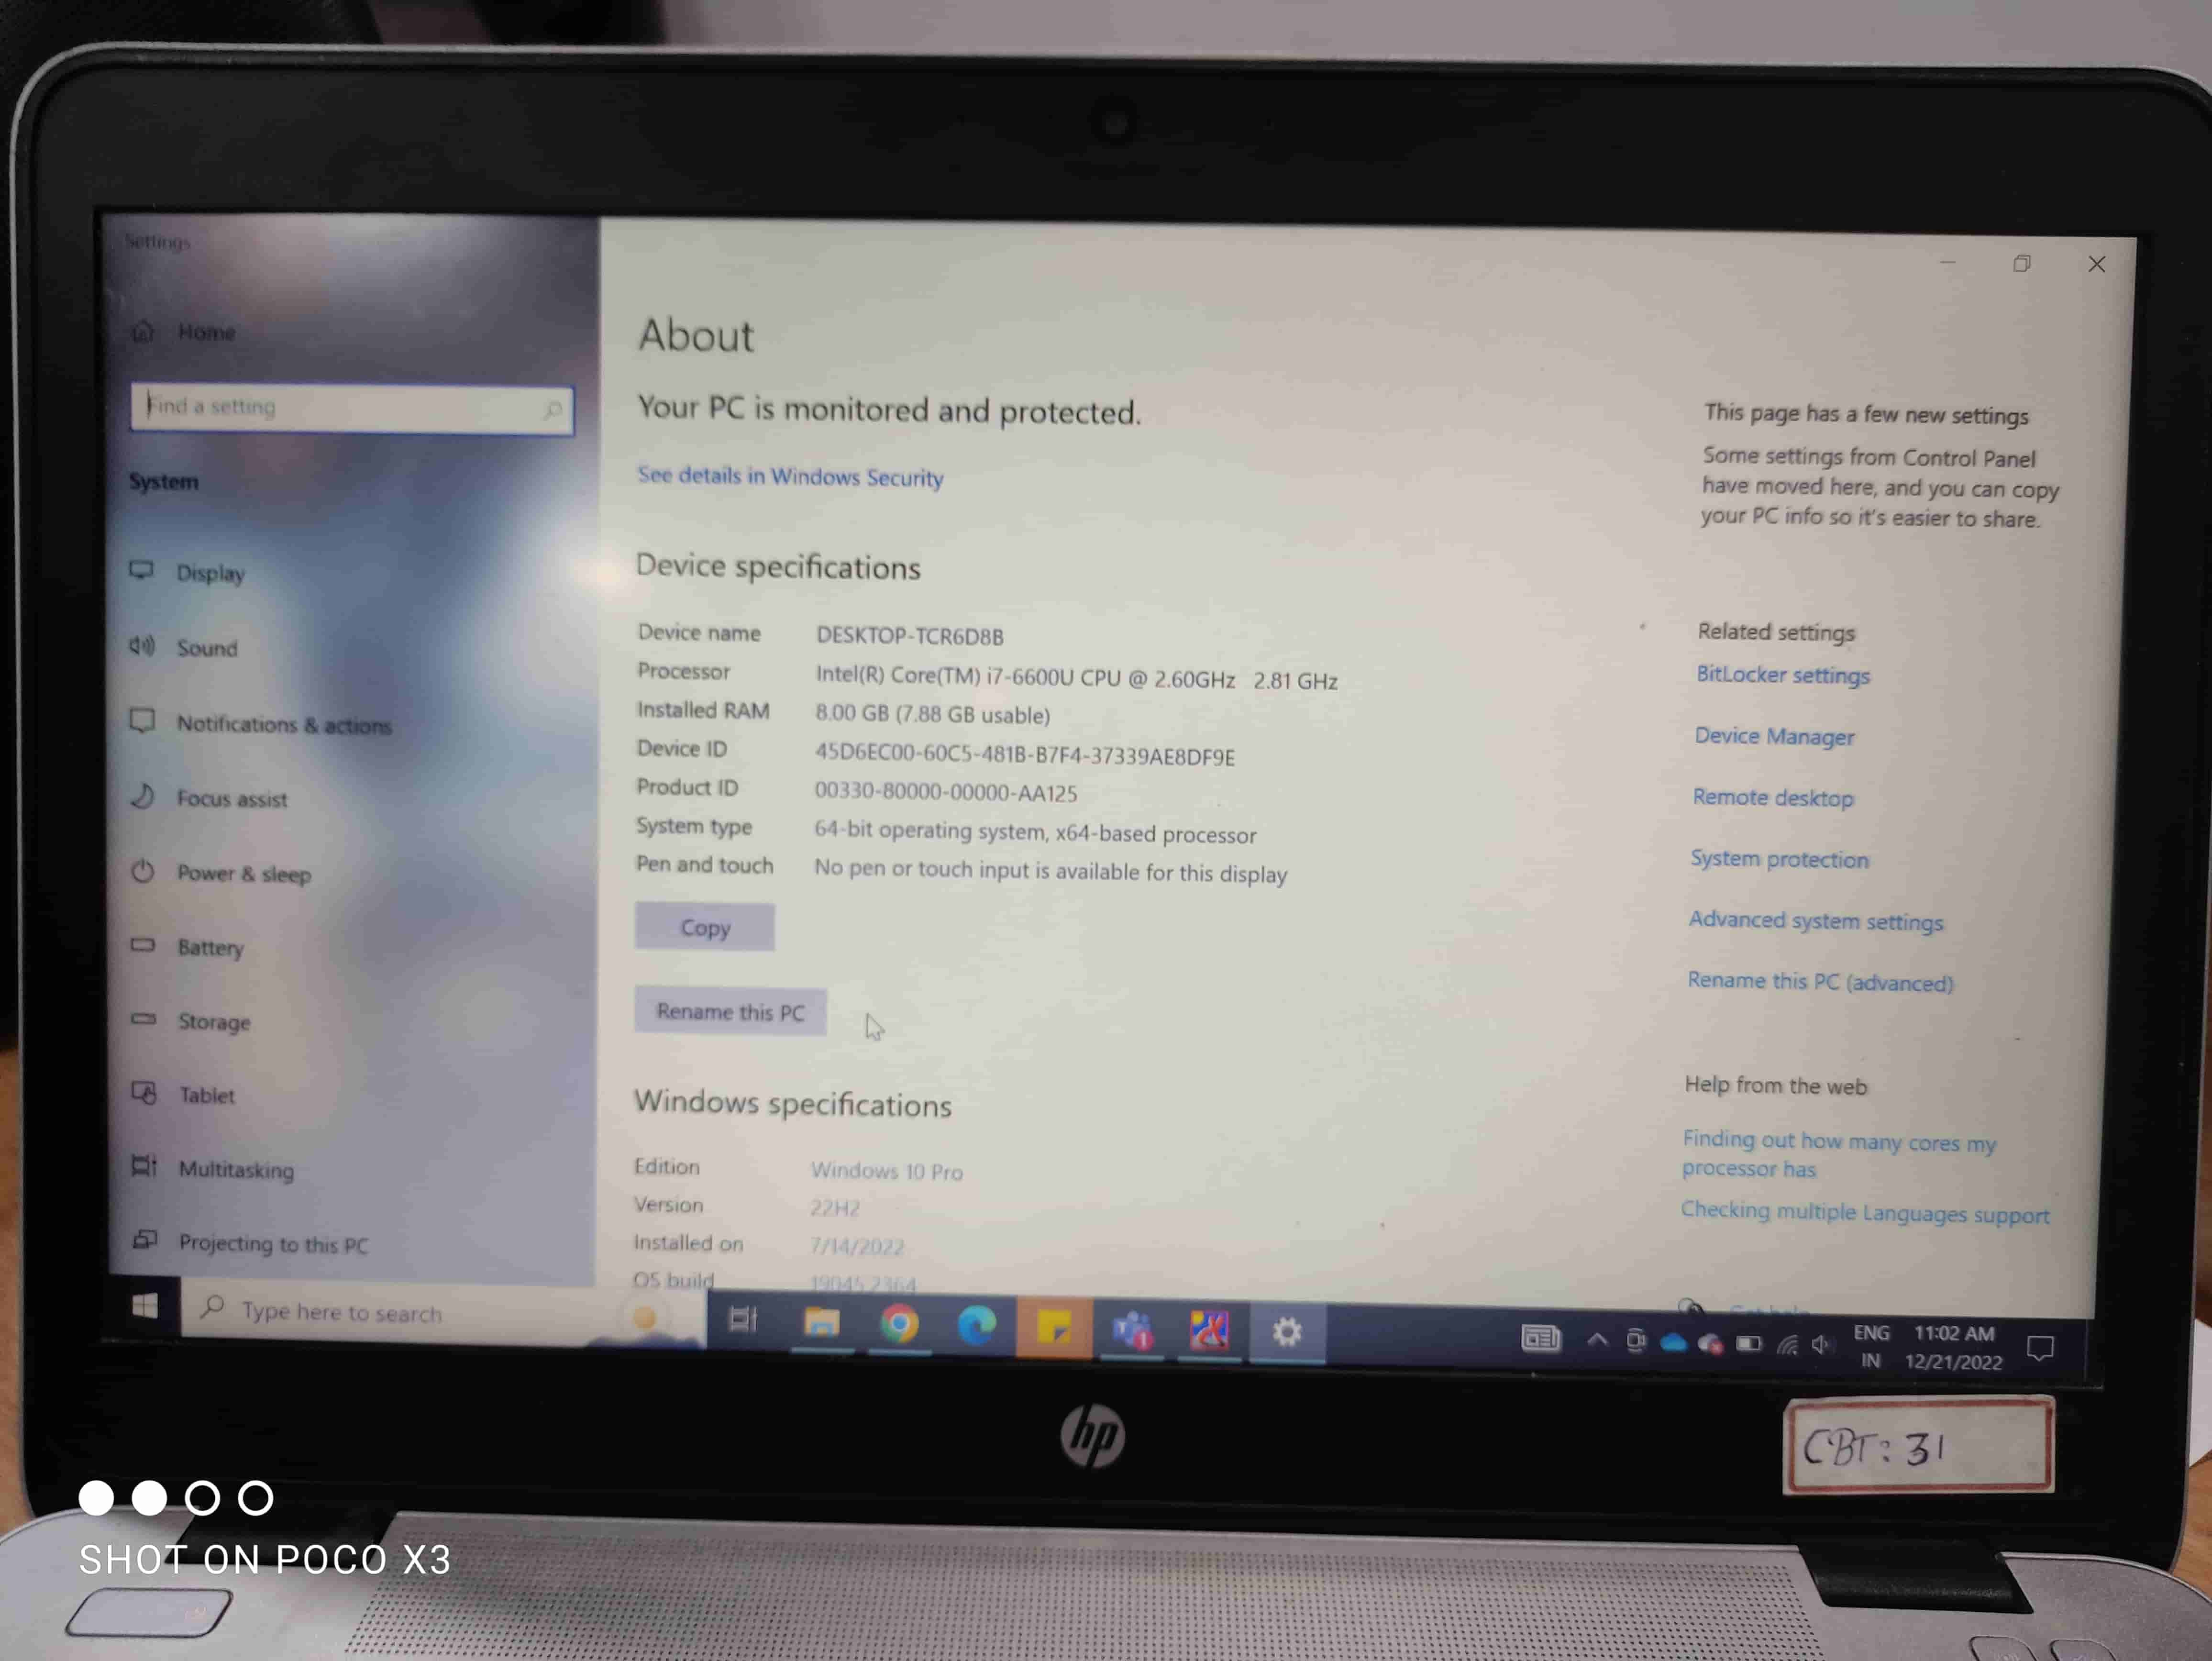 Settings
Home
Find a setting
System
Display
Sound
Notifications & actions
Focus assist
Power & sleep
Battery
Storage
Tablet
Multitasking
Projecting to this PC
About
Your PC is monitored and protected.
See details in Windows Security
Device specifications
Device name DESKTOP-TCR6D8B
Processor Intel(R) Core(TM) i7-6600U CPU @ 2.60GHz 2.81 GHz
Installed RAM 8.00 GB (7.88 GB usable)
Device ID 45D6EC00-60C5-481B-B7F4-37339AE8DF9E
Product ID 00330-80000-00000-AA125
System type 64-bit operating system, x64-based processor
Pen and touch No pen or touch input is available for this display
Copy
Rename this PC
Windows specifications
Edition Windows 10 Pro
Version 22H2
Installed on 7/14/2022
OS build 19045.2364
This page has a few new settings
Some settings from Control Panel
have moved here, and you can copy
your PC info so it's easier to share.
Related settings
BitLocker settings
Device Manager
Remote desktop
System protection
Advanced system settings
Rename this PC (advanced)
Help from the web
Finding out how many cores my
processor has
Checking multiple Languages support
Get help
Type here to search
ENG 11:02 AM
IN 12/21/2022
hp
CBT: 31
SHOT ON POCO X3